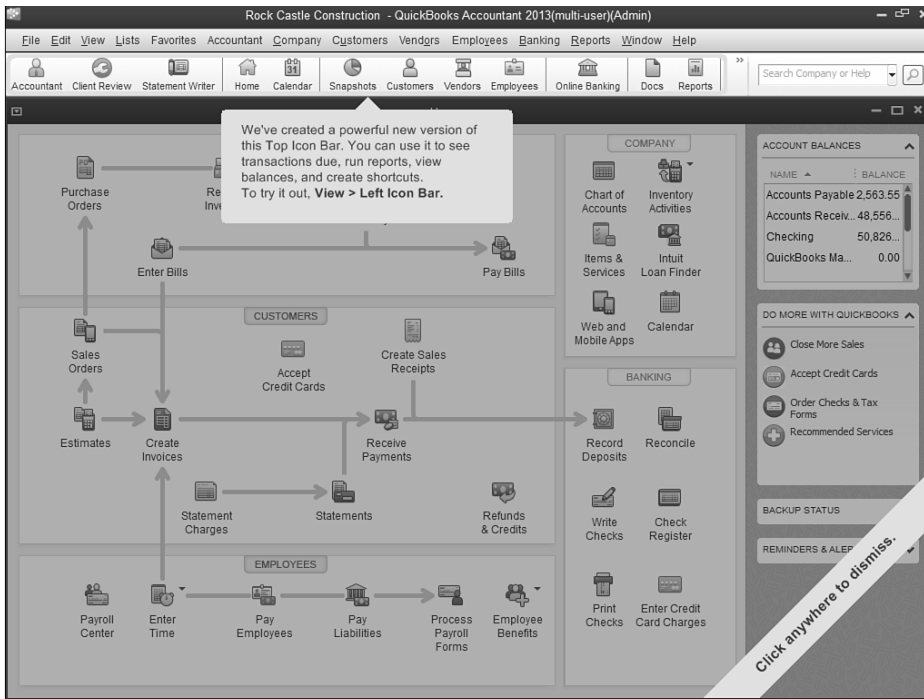 Rock Castle Construction - QuickBooks Accountant 2013(multi-user)(Admin)
File Edit View Lists Favorites Accountant Company Customers Vendors Employees Banking Reports Window Help
31
Accountant Client Review Statement Writer Home Calendar Snapshots Customers Vendors Employees Online Banking Docs Reports » Search Company or Help
We've created a powerful new version of
this Top Icon Bar. You can use it to see
transactions due, run reports, view
balances, and create shortcuts.
To try it out, View > Left Icon Bar.
Purchase
Orders
Enter Bills
Pay Bills
CUSTOMERS
Sales
Orders
Accept
Credit Cards
Create Sales
Receipts
Estimates
Create
Invoices
Receive
Payments
Statement
Charges
Statements
Refunds
& Credits
EMPLOYEES
Payroll
Center
Enter
Time
Pay
Employees
Pay
Liabilities
Process
Payroll
Forms
Employee
Benefits
COMPANY
Chart of
Accounts
Inventory
Activities
Items &
Services
Intuit
Loan Finder
Web and
Mobile Apps
Calendar
BANKING
Record
Deposits
Reconcile
Write
Checks
Check
Register
Print
Checks
Enter Credit
Card Charges
ACCOUNT BALANCES
NAME BALANCE
Accounts Payable 2,563.55
Accounts Receiv... 48,556...
Checking 50,826...
QuickBooks Ma... 0.00
DO MORE WITH QUICKBOOKS
Close More Sales
Accept Credit Cards
Order Checks & Tax
Forms
Recommended Services
BACKUP STATUS
REMINDERS & ALER
Click anywhere to dismiss.